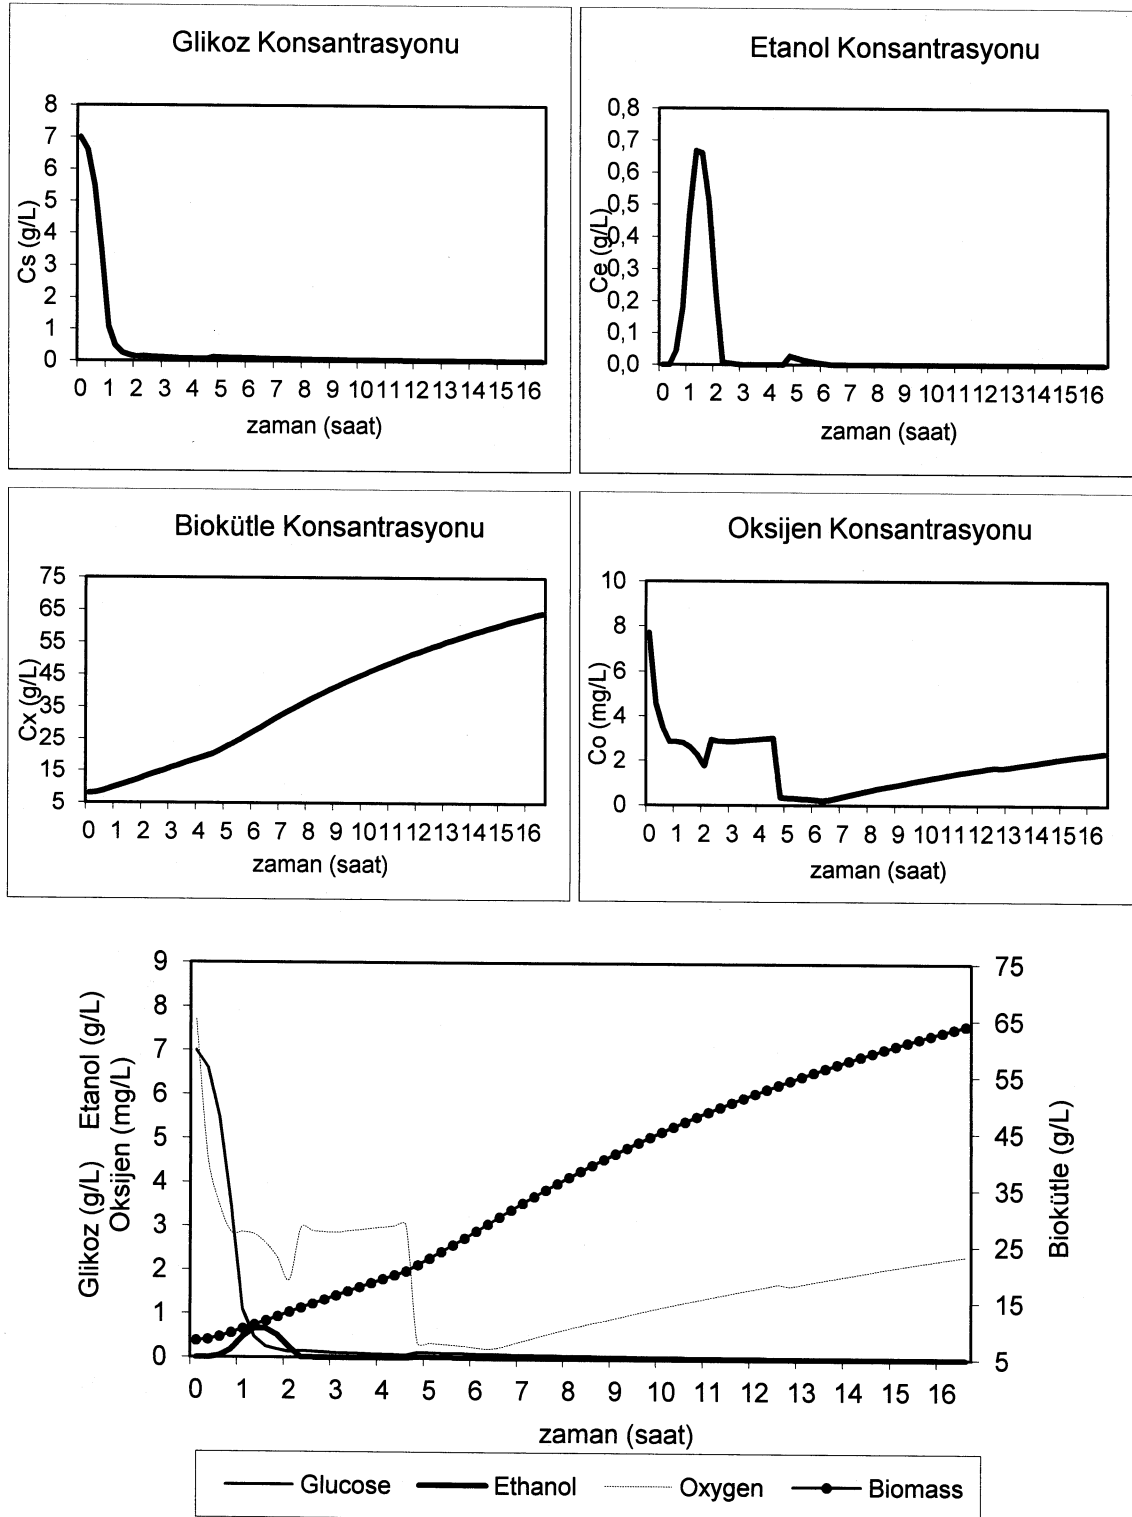 Glikoz Konsantrasyonu
8
7
6
5
4
3
2
1
0
Cs (g/L)
0 1 2 3 4 5 6 7 8 9 10 11 12 13 14 15 16
zaman (saat)
Etanol Konsantrasyonu
0,8
0,7
0,6
0,5
0,4
0,3
0,2
0,1
0,0
Ce (g/L)
0 1 2 3 4 5 6 7 8 9 10 11 12 13 14 15 16
zaman (saat)
Biokütle Konsantrasyonu
75
65
55
45
35
25
15
5
Cx (g/L)
0 1 2 3 4 5 6 7 8 9 10 11 12 13 14 15 16
zaman (saat)
Oksijen Konsantrasyonu
10
8
6
4
2
0
Co (mg/L)
0 1 2 3 4 5 6 7 8 9 10 11 12 13 14 15 16
zaman (saat)
Glikoz (g/L) Etanol (g/L)
Oksijen (mg/L)
9
8
7
6
5
4
3
2
1
0
75
65
55
45
35
25
15
5
Biokütle (g/L)
0 1 2 3 4 5 6 7 8 9 10 11 12 13 14 15 16
zaman (saat)
Glucose Ethanol Oxygen Biomass